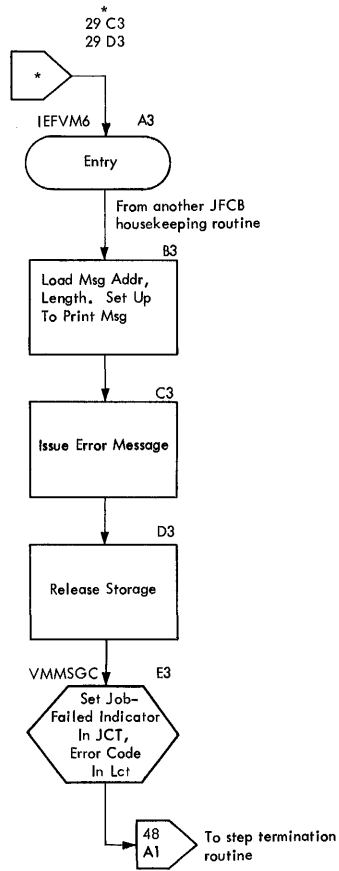 *
29 C3
29 D3
*
IEFVM6 A3
Entry
From another JFCB
housekeeping routine
B3
Load Msg Addr,
Length. Set Up
To Print Msg
C3
Issue Error Message
D3
Release Storage
VMMSGC E3
Set Job-
Failed Indicator
In JCT,
Error Code
In Lct
48
A1
To step termination
routine